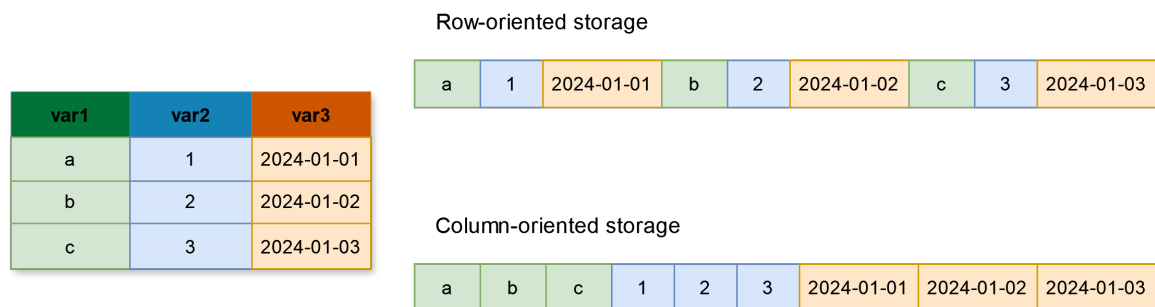 Row-oriented storage
a 1 2024-01-01 b 2 2024-01-02 c 3 2024-01-03
var1 var2 var3
a 1 2024-01-01
b 2 2024-01-02
c 3 2024-01-03
Column-oriented storage
a b c 1 2 3 2024-01-01 2024-01-02 2024-01-03